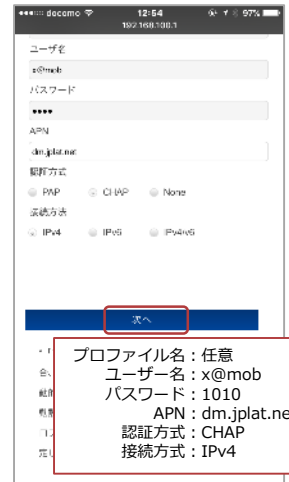 docomo 12:54 97%
192.168.100.1
ユーザ名
x@mob
パスワード
••••
APN
dm.jplat.net
認証方式
PAP CHAP None
接続方法
IPv4 IPv6 IPv4v6
次へ
プロファイル名：任意
ユーザー名：x@mob
パスワード：1010
APN：dm.jplat.ne
認証方式：CHAP
接続方式：IPv4